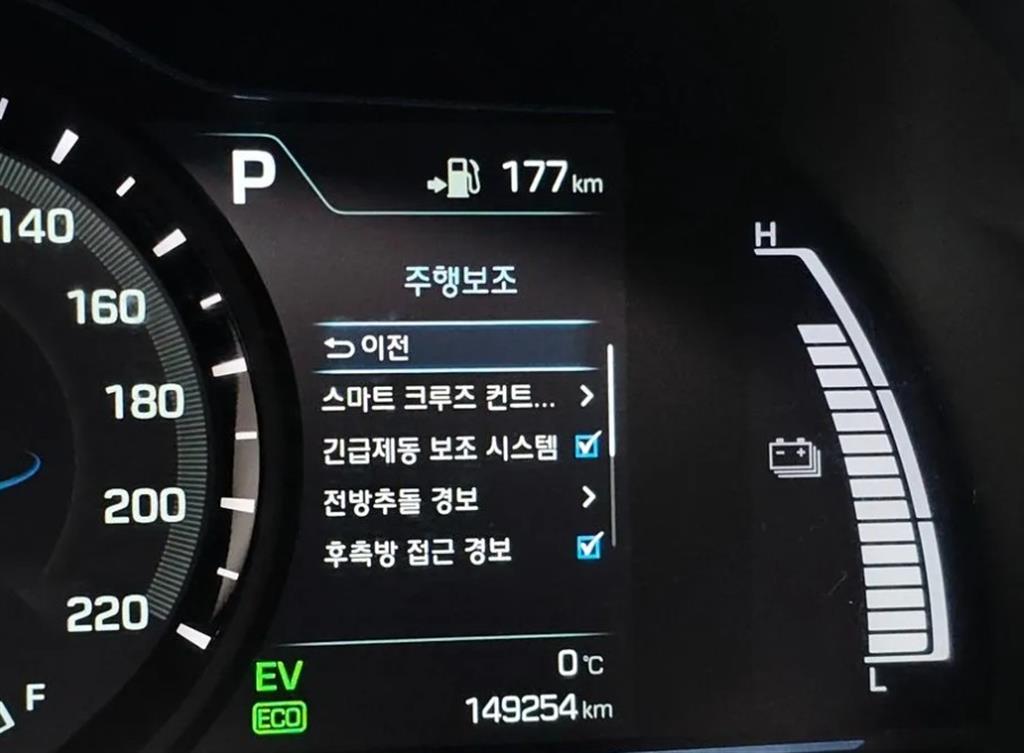 P
177 km
140
160
180
200
220
F
주행보조
이전
스마트 크루즈 컨트...
긴급제동 보조 시스템
전방추돌 경보
후측방 접근 경보
EV
ECO
0 ℃
149254 km
H
- +
L